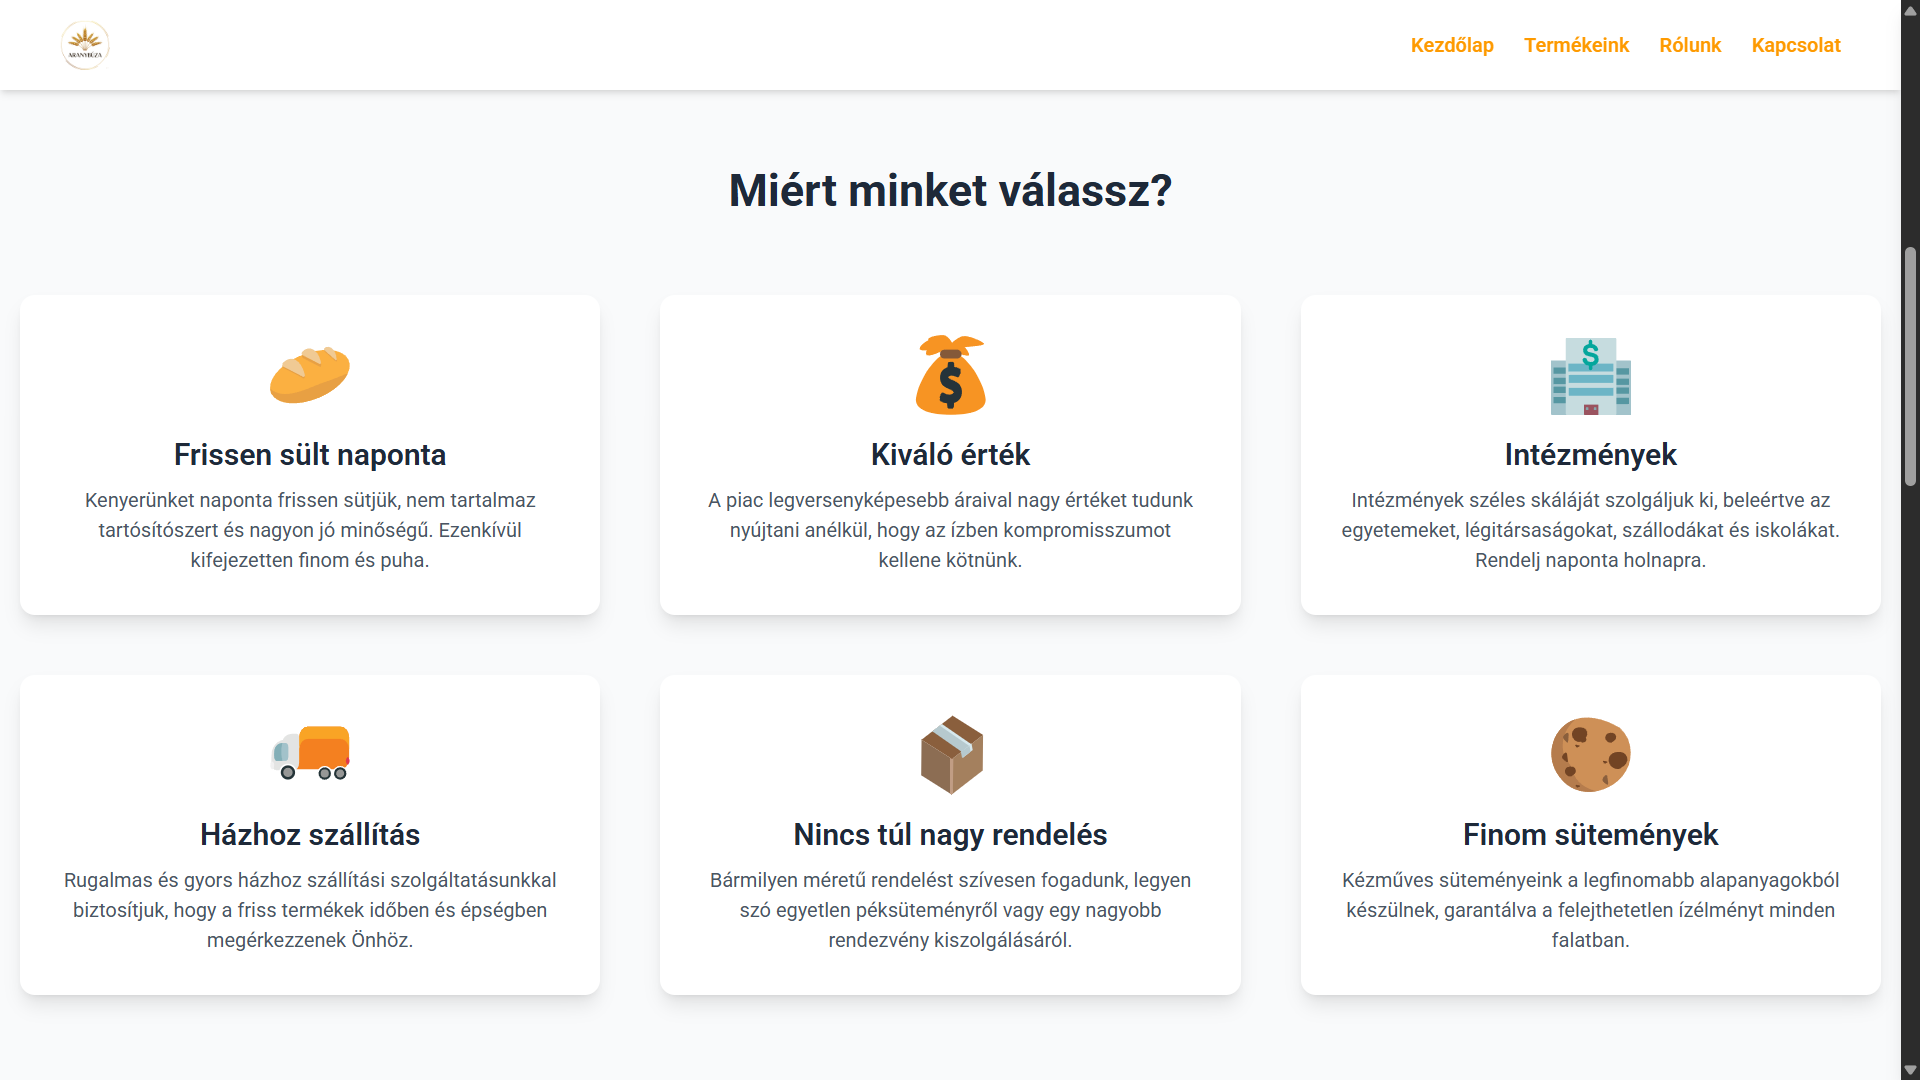 ARANYBÚZA
Kezdőlap Termékeink Rólunk Kapcsolat
Miért minket válassz?
Frissen sült naponta
Kenyerünket naponta frissen sütjük, nem tartalmaz
tartósítószert és nagyon jó minőségű. Ezenkívül
kifejezetten finom és puha.
$
Kiváló érték
A piac legversenyképesebb áraival nagy értéket tudunk
nyújtani anélkül, hogy az ízben kompromisszumot
kellene kötnünk.
$
Intézmények
Intézmények széles skáláját szolgáljuk ki, beleértve az
egyetemeket, légitársaságokat, szállodákat és iskolákat.
Rendelj naponta holnapra.
Házhoz szállítás
Rugalmas és gyors házhoz szállítási szolgáltatásunkkal
biztosítjuk, hogy a friss termékek időben és épségben
megérkezzenek Önhöz.
Nincs túl nagy rendelés
Bármilyen méretű rendelést szívesen fogadunk, legyen
szó egyetlen péksüteményről vagy egy nagyobb
rendezvény kiszolgálásáról.
Finom sütemények
Kézműves süteményeink a legfinomabb alapanyagokból
készülnek, garantálva a felejthetetlen ízélményt minden
falatban.